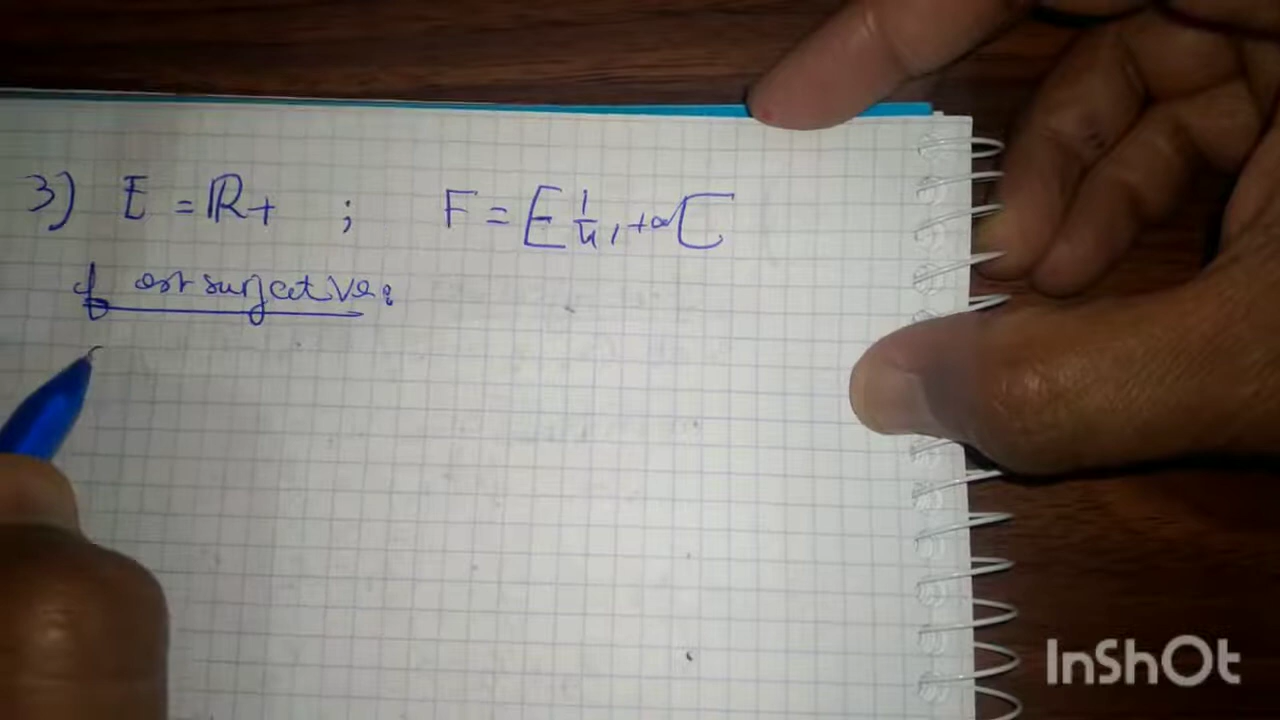 3) E = ℝ+ ; F = [1/4, +∞[
f est surjective:
InShOt